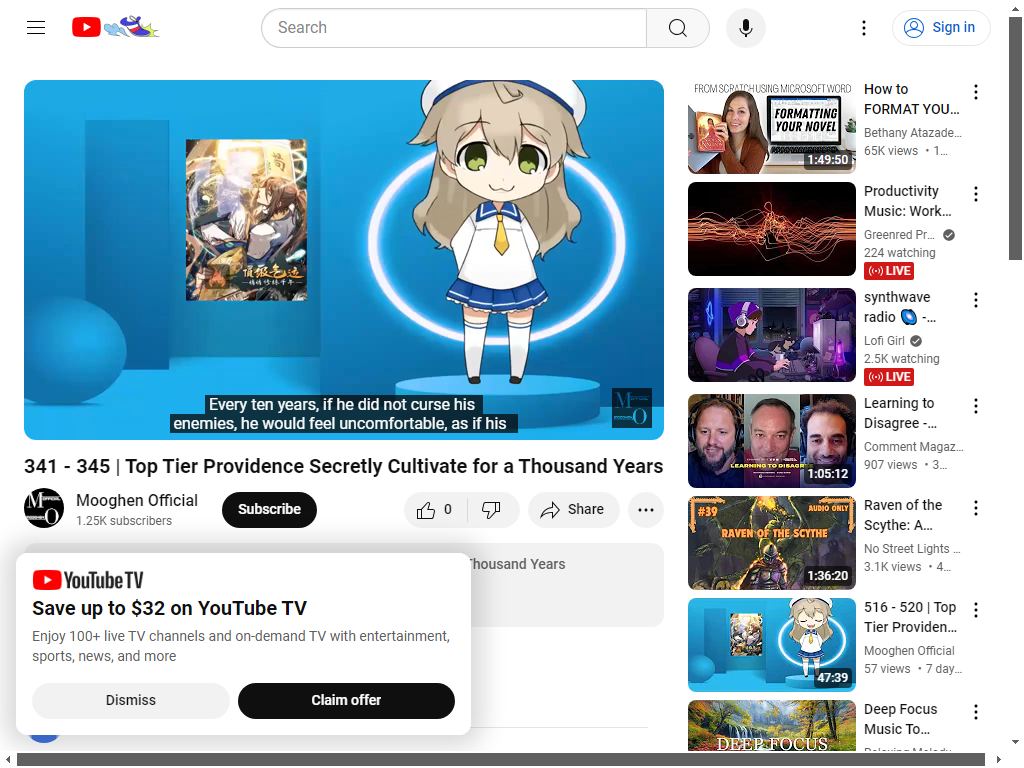 Search
Sign in
Every ten years, if he did not curse his
enemies, he would feel uncomfortable, as if his
341 - 345 | Top Tier Providence Secretly Cultivate for a Thousand Years
Mooghen Official
1.25K subscribers
Subscribe
0
Share
Thousand Years
YouTube TV
Save up to $32 on YouTube TV
Enjoy 100+ live TV channels and on-demand TV with entertainment,
sports, news, and more
Dismiss
Claim offer
FROM SCRATCH USING MICROSOFT WORD
FORMATTING
YOUR NOVEL
1:49:50
How to
FORMAT YOU...
Bethany Atazade...
65K views • 1...
Productivity
Music: Work...
Greenred Pr...
224 watching
LIVE
synthwave
radio 🌌 -...
Lofi Girl
2.5K watching
LIVE
LEARNING TO DISAGR
1:05:12
Learning to
Disagree -...
Comment Magaz...
907 views • 3...
#39
AUDIO ONLY
RAVEN OF THE SCYTHE
1:36:20
Raven of the
Scythe: A...
No Street Lights ...
3.1K views • 4...
47:39
516 - 520 | Top
Tier Providen...
Mooghen Official
57 views • 7 day...
DEEP FOCUS
Deep Focus
Music To...